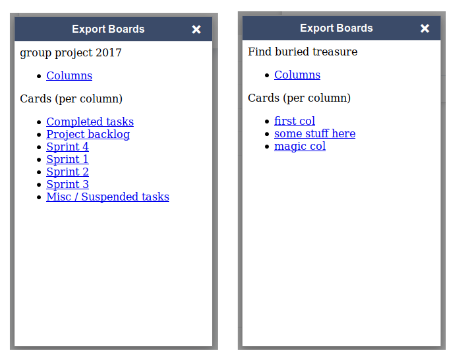 Export Boards ×
group project 2017
• Columns
Cards (per column)
• Completed tasks
• Project backlog
• Sprint 4
• Sprint 1
• Sprint 2
• Sprint 3
• Misc / Suspended tasks
Export Boards ×
Find buried treasure
• Columns
Cards (per column)
• first col
• some stuff here
• magic col